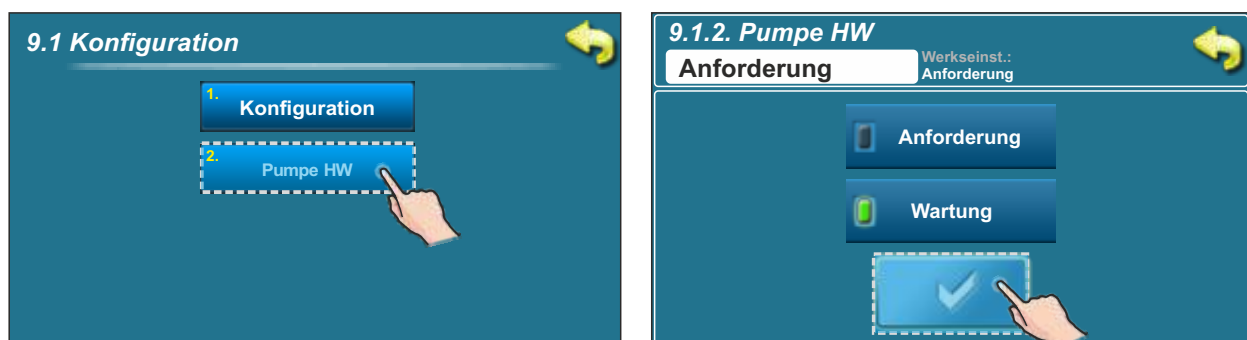 9.1 Konfiguration
1.
Konfiguration
2.
Pumpe HW
9.1.2. Pumpe HW
Anforderung
Werkseinst.:
Anforderung
Anforderung
Wartung